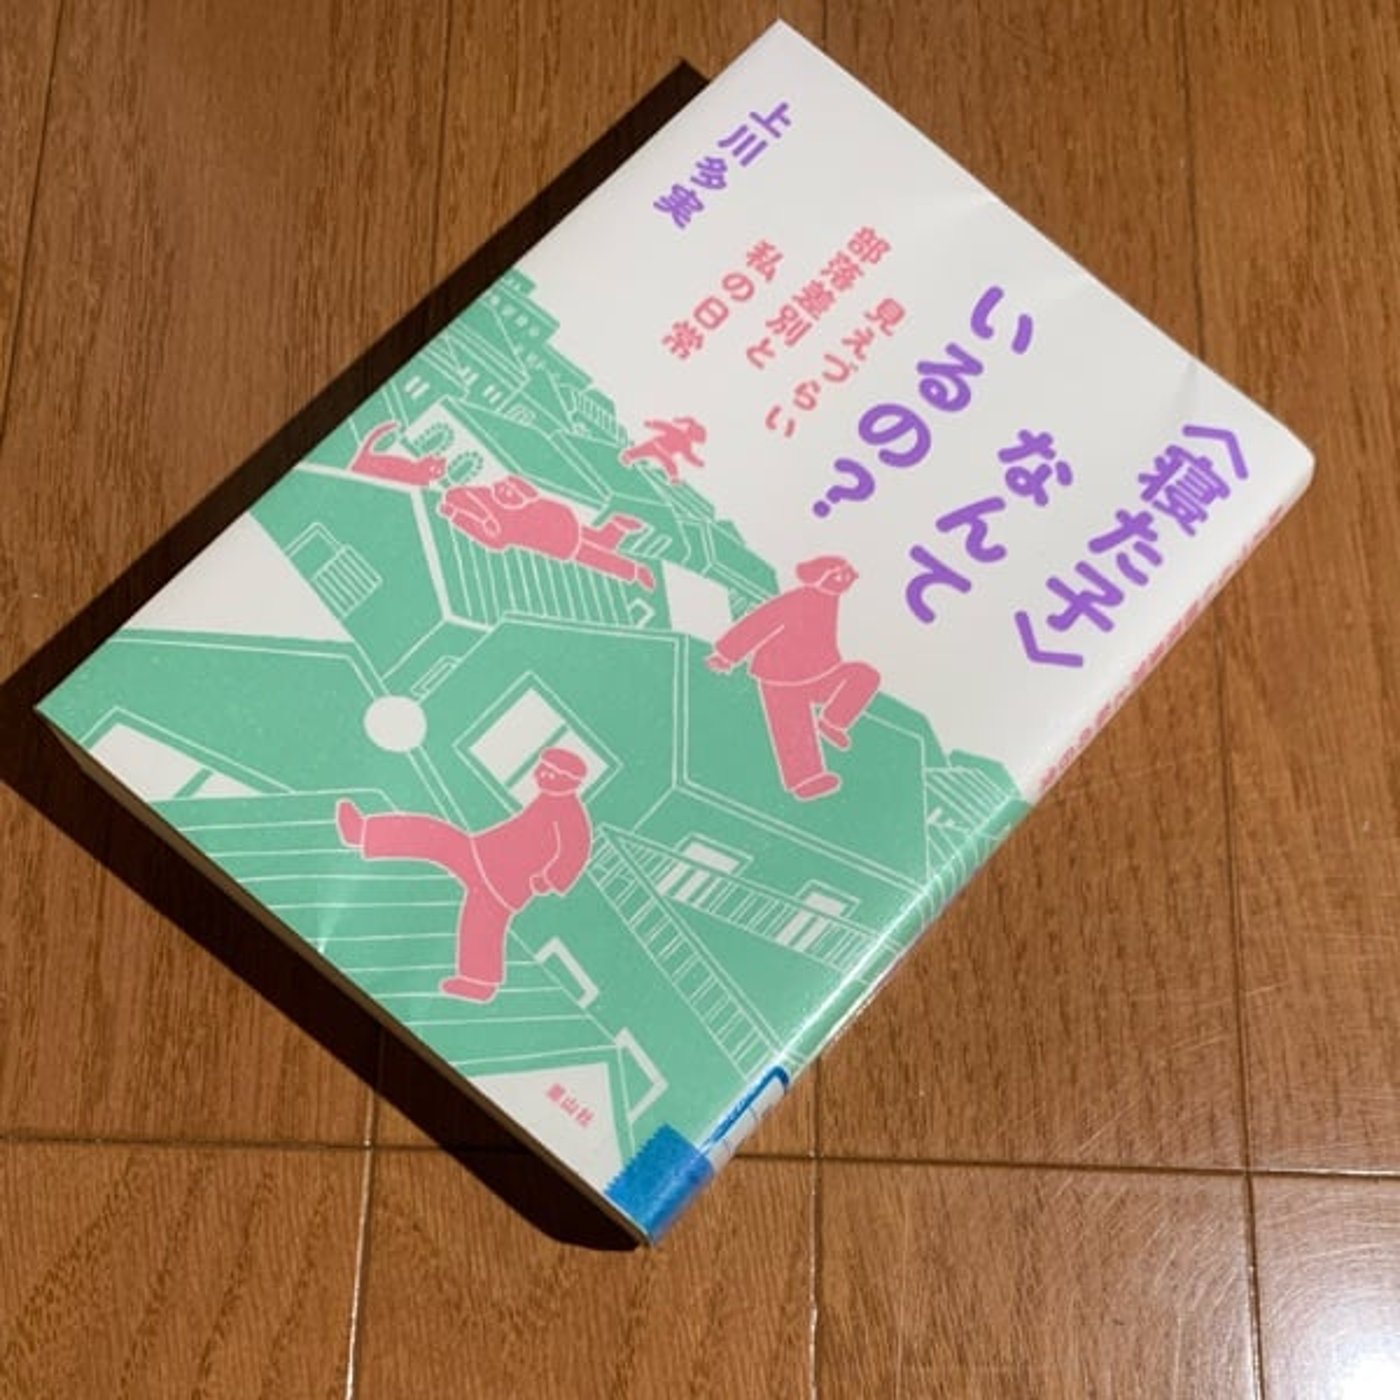 〈寝た子〉
なんて
いるの？
見えづらい
部落差別と
私の日常
上川多実
里山社